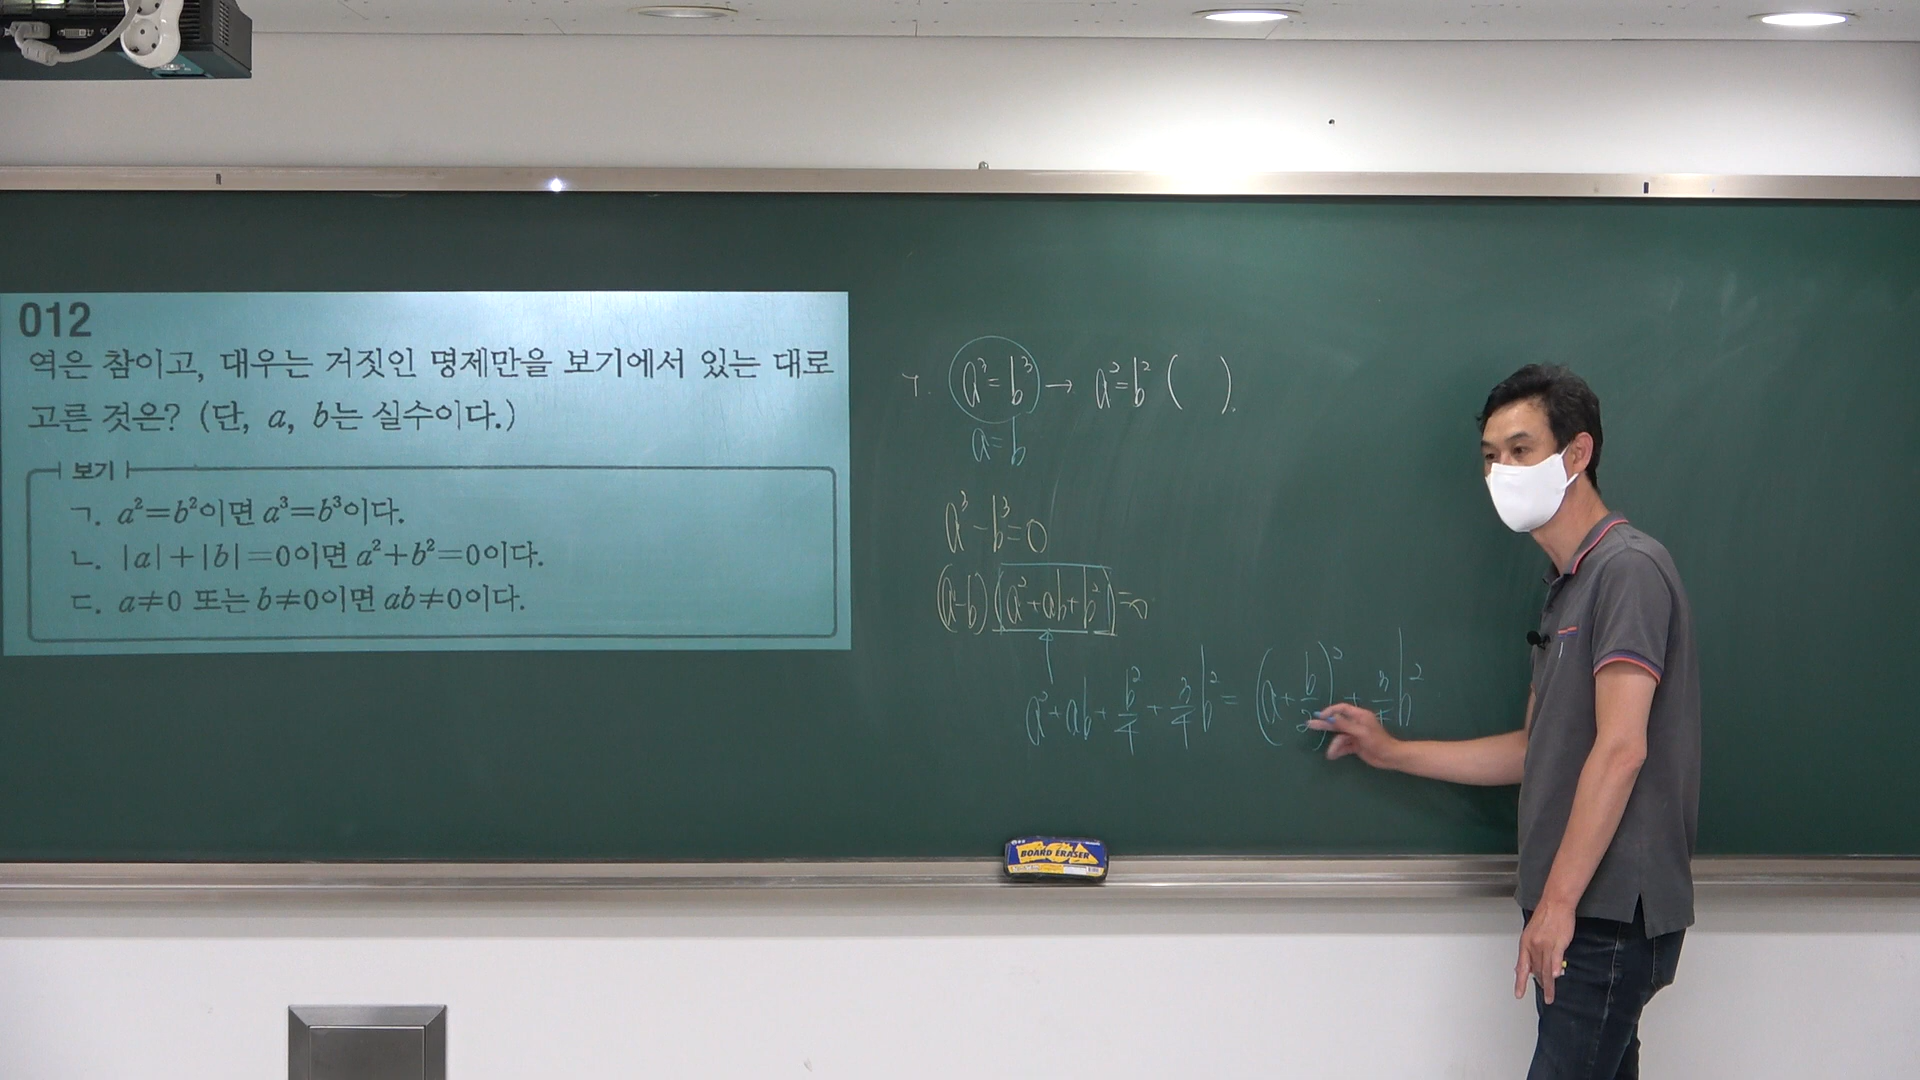 012
역은 참이고, 대우는 거짓인 명제만을 보기에서 있는 대로
고른 것은? (단, a, b는 실수이다.)
보기
ㄱ. a²=b²이면 a³=b³이다.
ㄴ. |a|+|b|=0이면 a²+b²=0이다.
ㄷ. a≠0 또는 b≠0이면 ab≠0이다.
ㄱ. a³=b³ → a²=b² ( ).
a=b
a³-b³=0
(a-b)(a²+ab+b²)=0
a²+ab+b²/4+3/4b²=(a+b/2)²+3/4b²
BOARD ERASER